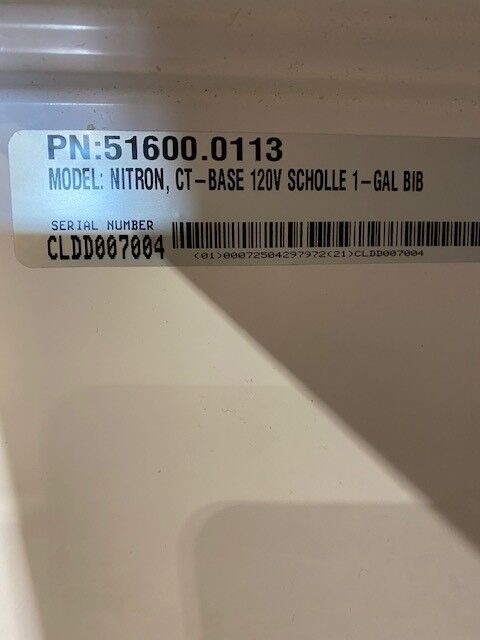 PN:51600.0113
MODEL: NITRON, CT-BASE 120V SCHOLLE 1-GAL BIB
SERIAL NUMBER
CLDD007004
(01)00072504297972(21)CLDD007004